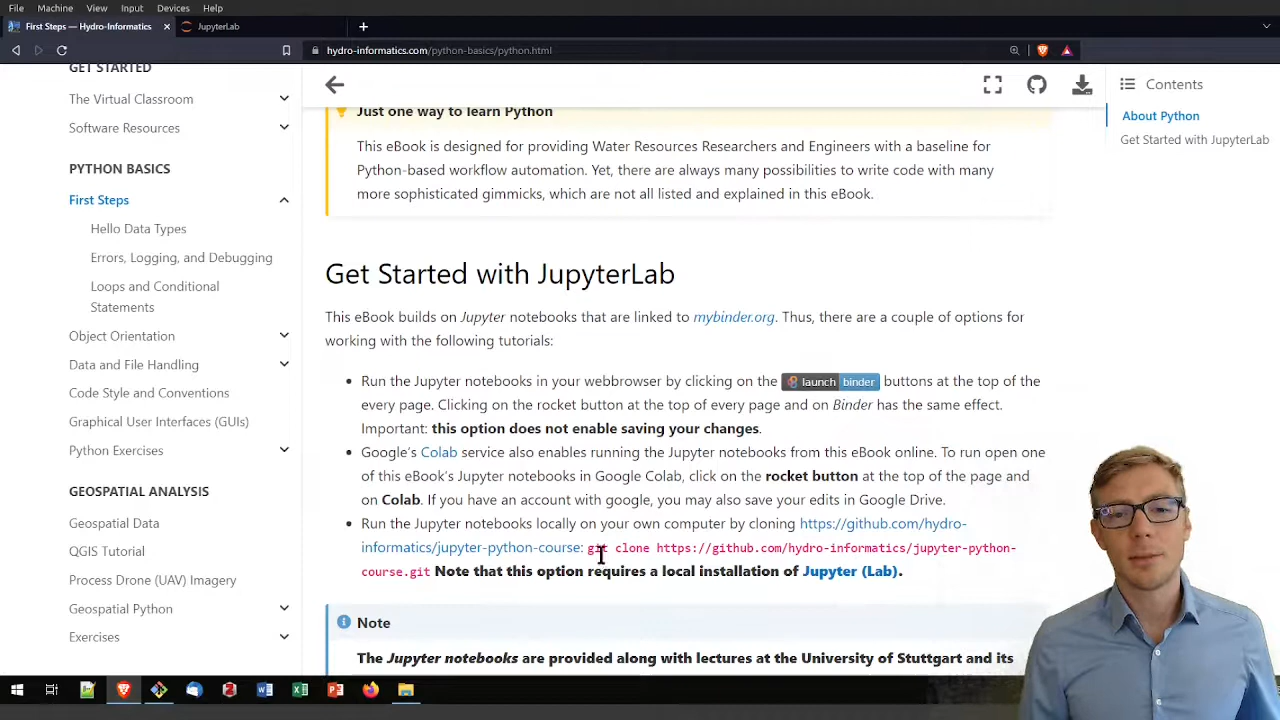 File Machine View Input Devices Help
First Steps — Hydro-Informatics
JupyterLab
hydro-informatics.com/python-basics/python.html
GET STARTED
The Virtual Classroom
Software Resources
PYTHON BASICS
First Steps
Hello Data Types
Errors, Logging, and Debugging
Loops and Conditional
Statements
Object Orientation
Data and File Handling
Code Style and Conventions
Graphical User Interfaces (GUIs)
Python Exercises
GEOSPATIAL ANALYSIS
Geospatial Data
QGIS Tutorial
Process Drone (UAV) Imagery
Geospatial Python
Exercises
Just one way to learn Python
This eBook is designed for providing Water Resources Researchers and Engineers with a baseline for
Python-based workflow automation. Yet, there are always many possibilities to write code with many
more sophisticated gimmicks, which are not all listed and explained in this eBook.
Get Started with JupyterLab
This eBook builds on Jupyter notebooks that are linked to mybinder.org. Thus, there are a couple of options for
working with the following tutorials:
Run the Jupyter notebooks in your webbrowser by clicking on the launch binder buttons at the top of the
every page. Clicking on the rocket button at the top of every page and on Binder has the same effect.
Important: this option does not enable saving your changes.
Google's Colab service also enables running the Jupyter notebooks from this eBook online. To run open one
of this eBook's Jupyter notebooks in Google Colab, click on the rocket button at the top of the page and
on Colab. If you have an account with google, you may also save your edits in Google Drive.
Run the Jupyter notebooks locally on your own computer by cloning https://github.com/hydro-
informatics/jupyter-python-course: git clone https://github.com/hydro-informatics/jupyter-python-
course.git Note that this option requires a local installation of Jupyter (Lab).
Note
The Jupyter notebooks are provided along with lectures at the University of Stuttgart and its
Contents
About Python
Get Started with JupyterLab